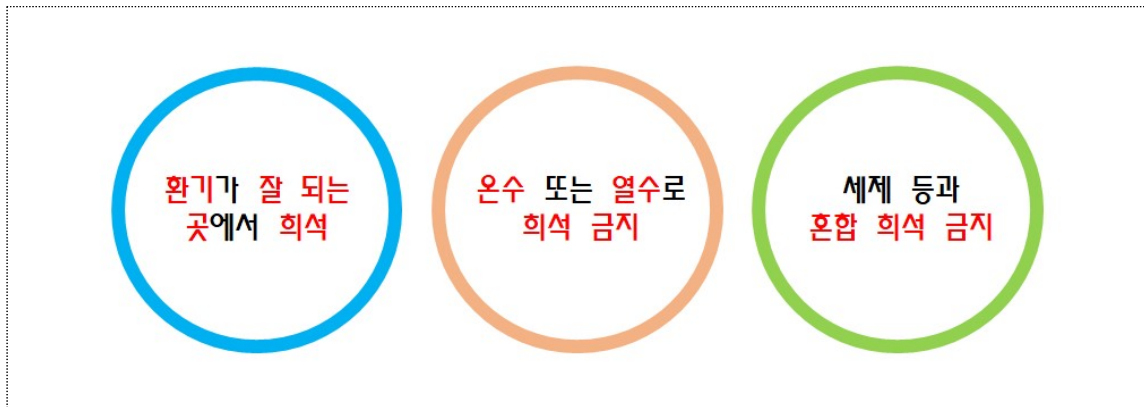 환기가 잘 되는
곳에서 희석
온수 또는 열수로
희석 금지
세제 등과
혼합 희석 금지